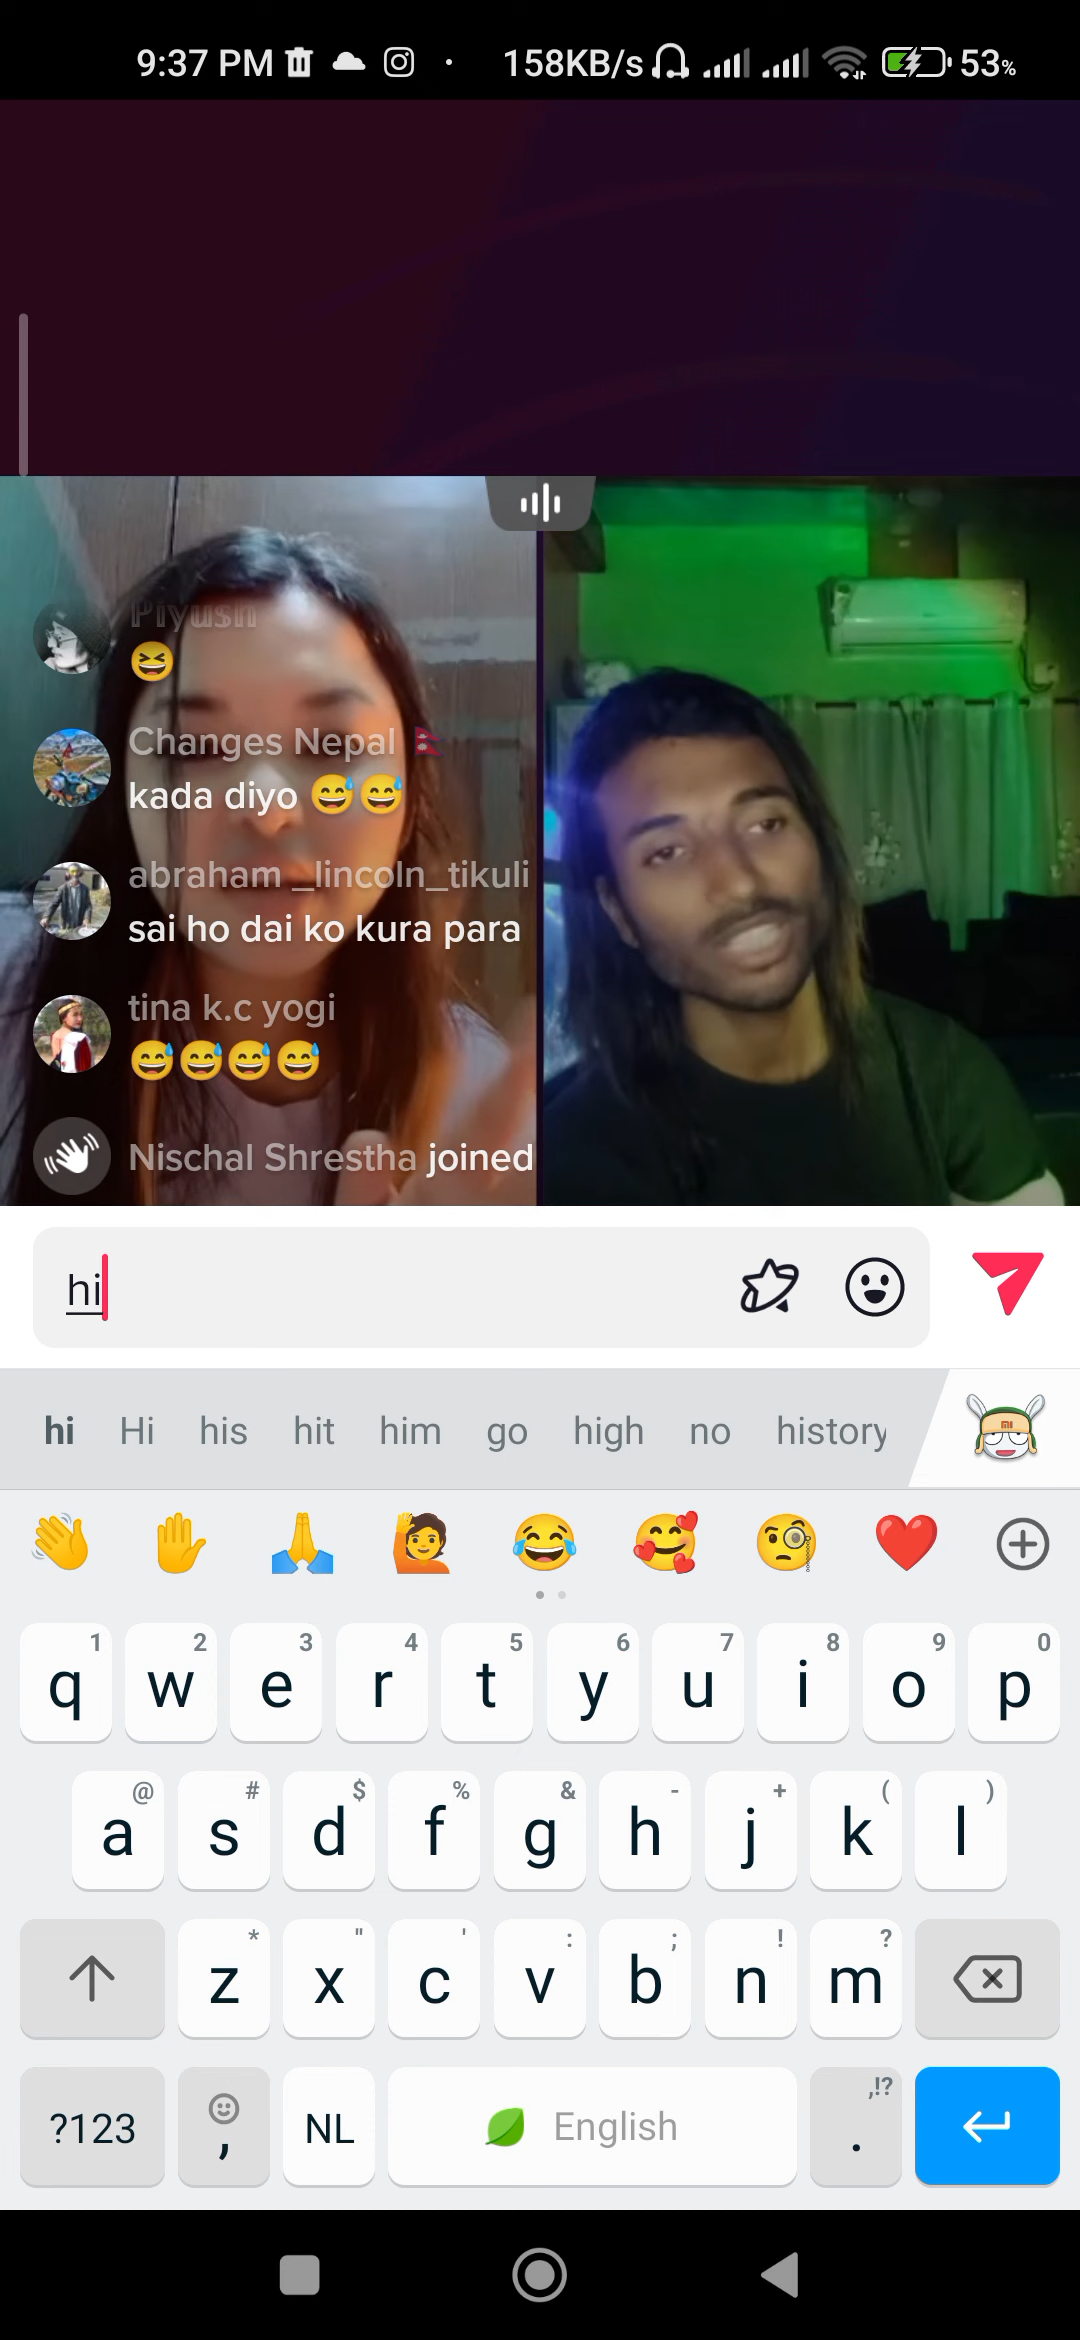 9:37 PM 158KB/s 53%
Piyush
😆
Changes Nepal 🇳🇵
kada diyo 😅😅
abraham _lincoln_tikuli
sai ho dai ko kura para
tina k.c yogi
😅😅😅😅
Nischal Shrestha joined
hi
hi Hi his hit him go high no history
1 2 3 4 5 6 7 8 9 0
q w e r t y u i o p
@ # $ % & - + ( )
a s d f g h j k l
* " ' : ; ! ?
z x c v b n m
,!?
?123 , NL English .